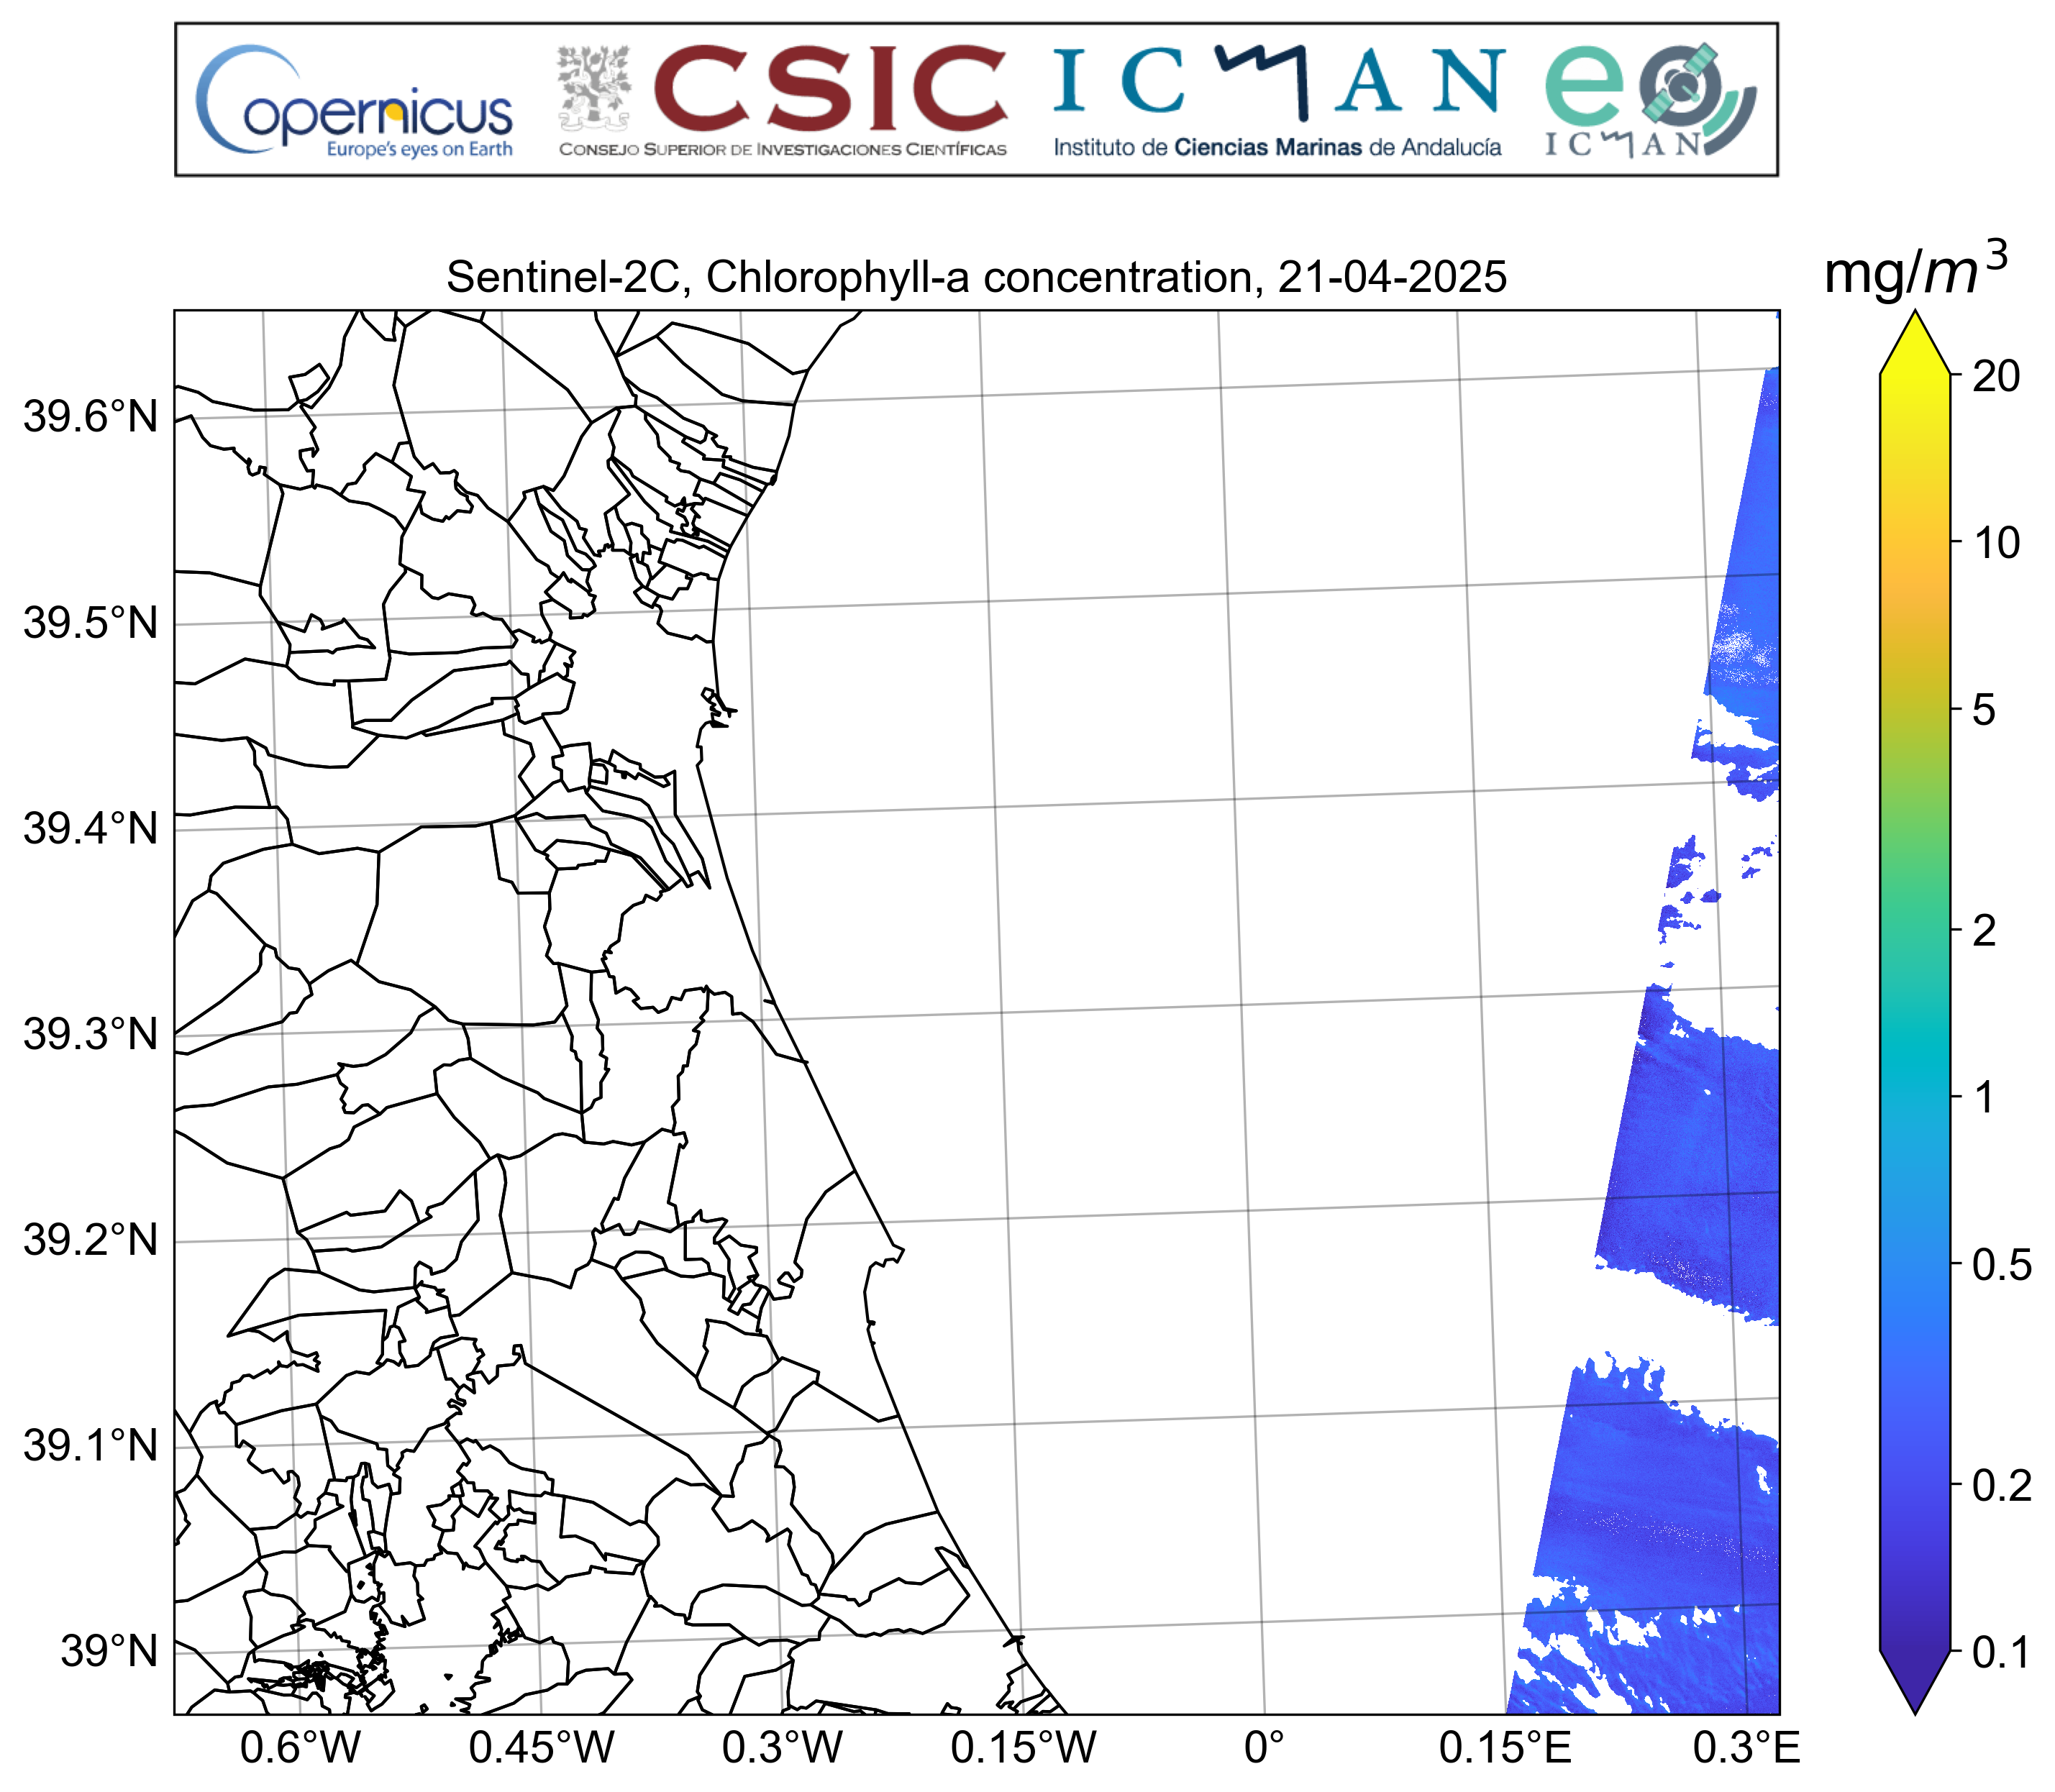 Copernicus
Europe's eyes on Earth
CSIC
CONSEJO SUPERIOR DE INVESTIGACIONES CIENTÍFICAS
ICMAN
Instituto de Ciencias Marinas de Andalucía
eo
ICMAN
Sentinel-2C, Chlorophyll-a concentration, 21-04-2025
mg/m³
39.6°N
39.5°N
39.4°N
39.3°N
39.2°N
39.1°N
39°N
0.6°W 0.45°W 0.3°W 0.15°W 0° 0.15°E 0.3°E
20
10
5
2
1
0.5
0.2
0.1